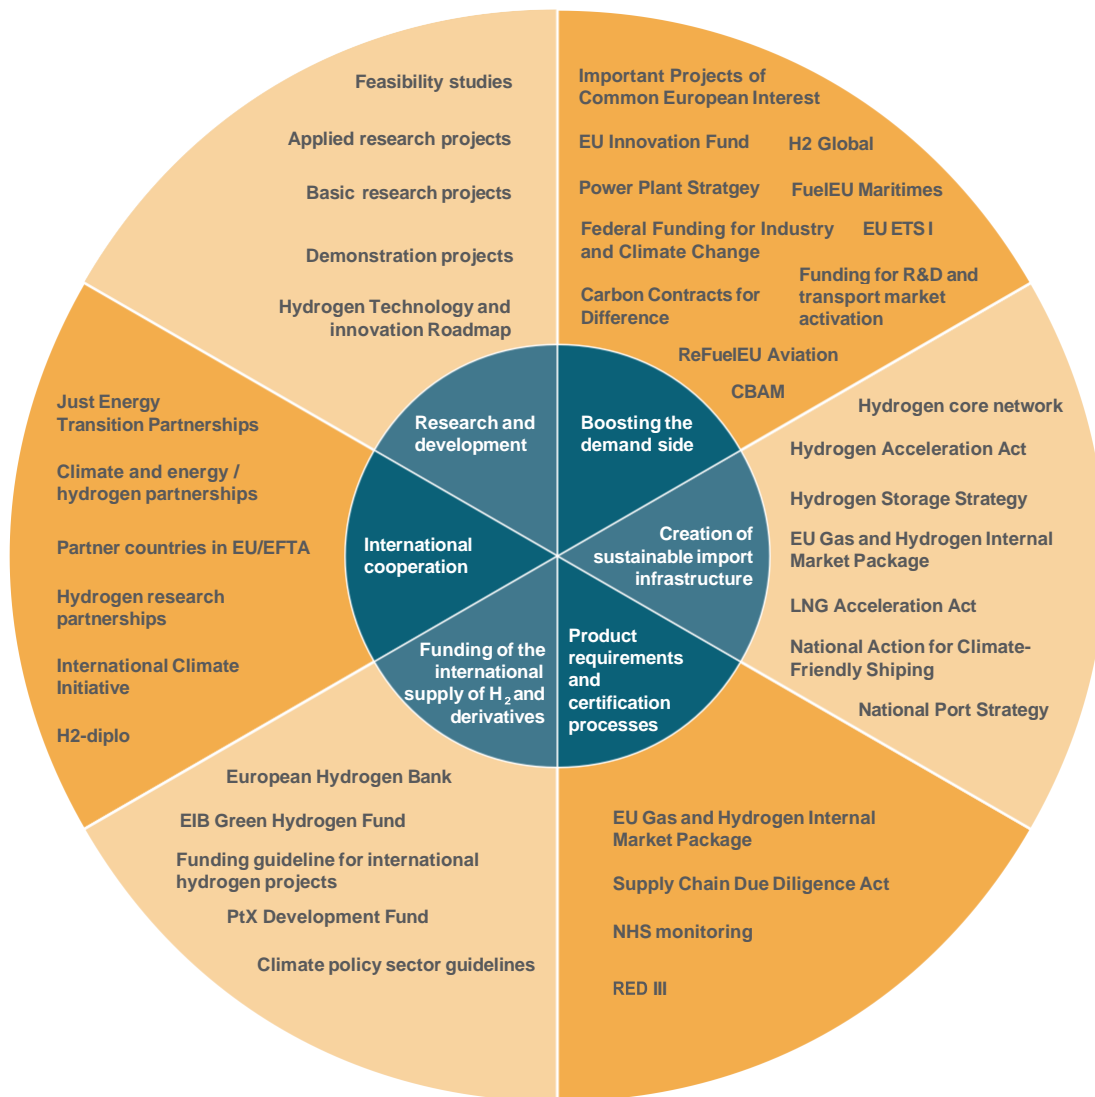 Feasibility studies
Applied research projects
Basic research projects
Demonstration projects
Hydrogen Technology and
innovation Roadmap
Research and
development
Important Projects of
Common European Interest
EU Innovation Fund
H2 Global
Power Plant Stratgey
FuelEU Maritimes
Federal Funding for Industry
and Climate Change
EU ETS I
Funding for R&D and
transport market
activation
Carbon Contracts for
Difference
ReFuelEU Aviation
CBAM
Boosting the
demand side
Hydrogen core network
Hydrogen Acceleration Act
Hydrogen Storage Strategy
EU Gas and Hydrogen Internal
Market Package
LNG Acceleration Act
National Action for Climate-
Friendly Shiping
National Port Strategy
Creation of
sustainable import
infrastructure
Product
requirements
and
certification
processes
EU Gas and Hydrogen Internal
Market Package
Supply Chain Due Diligence Act
NHS monitoring
RED III
Funding of the
international
supply of H2 and
derivatives
European Hydrogen Bank
EIB Green Hydrogen Fund
Funding guideline for international
hydrogen projects
PtX Development Fund
Climate policy sector guidelines
International
cooperation
Just Energy
Transition Partnerships
Climate and energy /
hydrogen partnerships
Partner countries in EU/EFTA
Hydrogen research
partnerships
International Climate
Initiative
H2-diplo